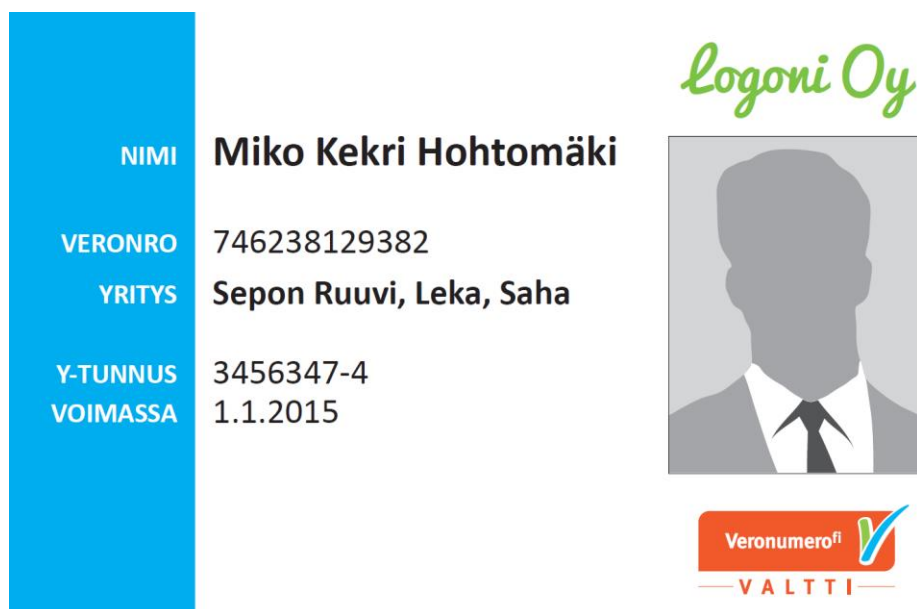 Logoni Oy
NIMI Miko Kekri Hohtomäki
VERONRO 746238129382
YRITYS Sepon Ruuvi, Leka, Saha
Y-TUNNUS 3456347-4
VOIMASSA 1.1.2015
Veronumero fi
VALTTI